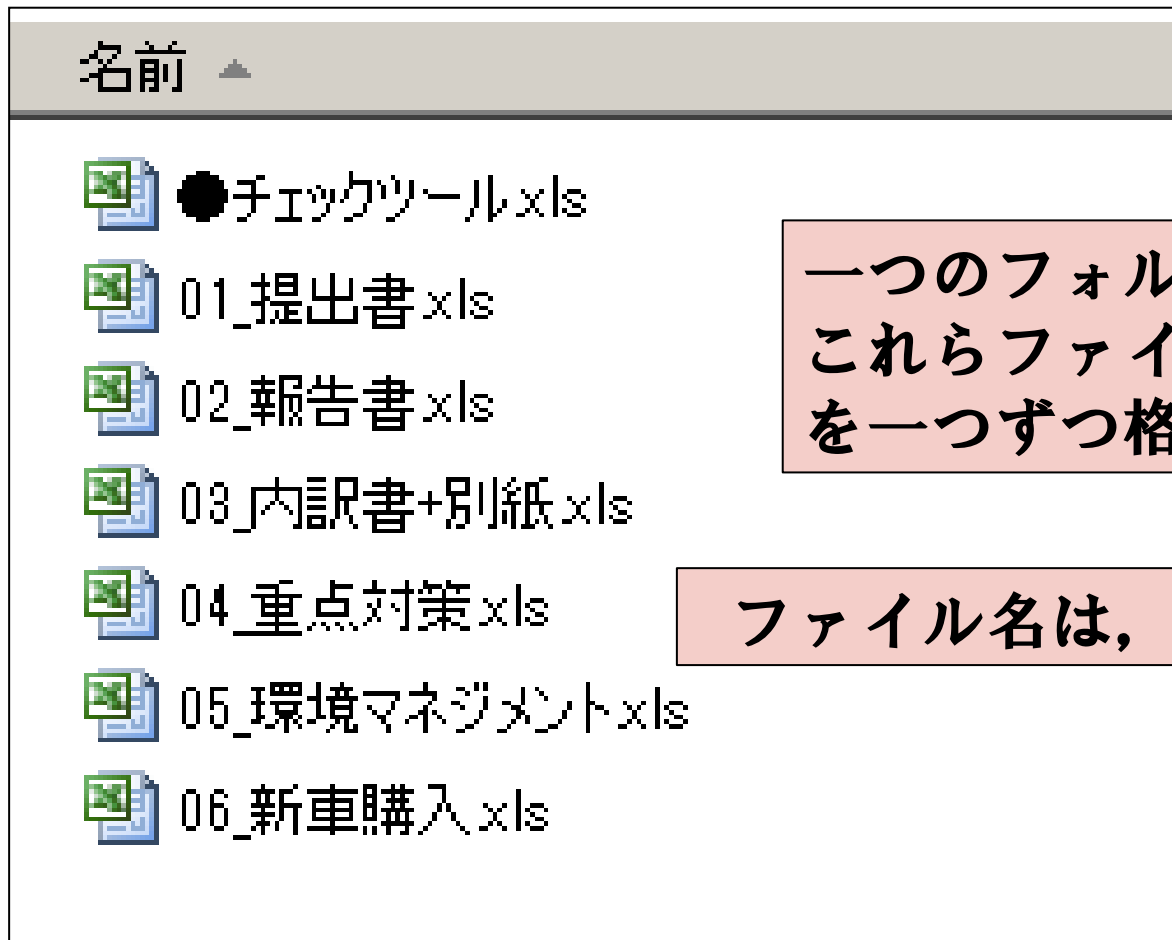 名前
●チェックツール.xls
01_提出書.xls
02_報告書.xls
03_内訳書+別紙.xls
04_重点対策.xls
05_環境マネジメント.xls
06_新車購入.xls
一つのフォル
これらファイ
を一つずつ格
ファイル名は，